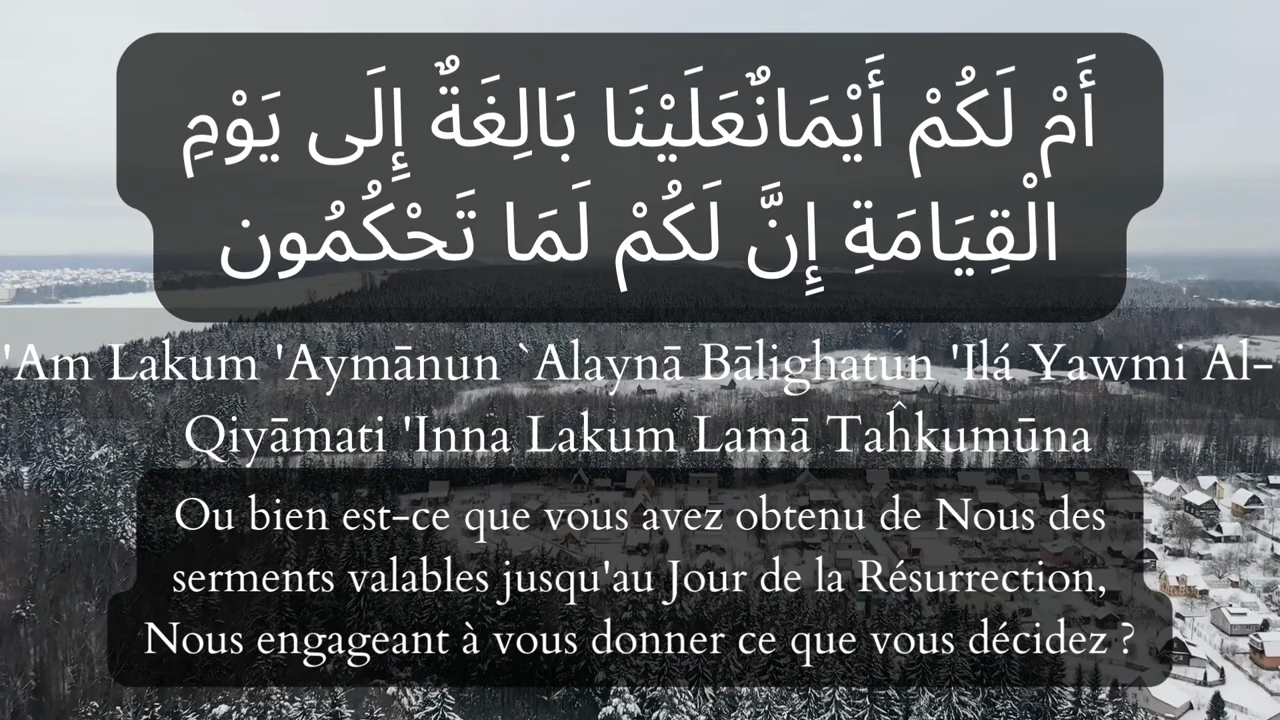 أَمْ لَكُمْ أَيْمَانٌعَلَيْنَا بَالِغَةٌ إِلَى يَوْمِ
الْقِيَامَةِ إِنَّ لَكُمْ لَمَا تَحْكُمُون
'Am Lakum 'Aymānun `Alaynā Bālighatun 'Ilá Yawmi Al-
Qiyāmati 'Inna Lakum Lamā Taĥkumūna
Ou bien est-ce que vous avez obtenu de Nous des
serments valables jusqu'au Jour de la Résurrection,
Nous engageant à vous donner ce que vous décidez ?